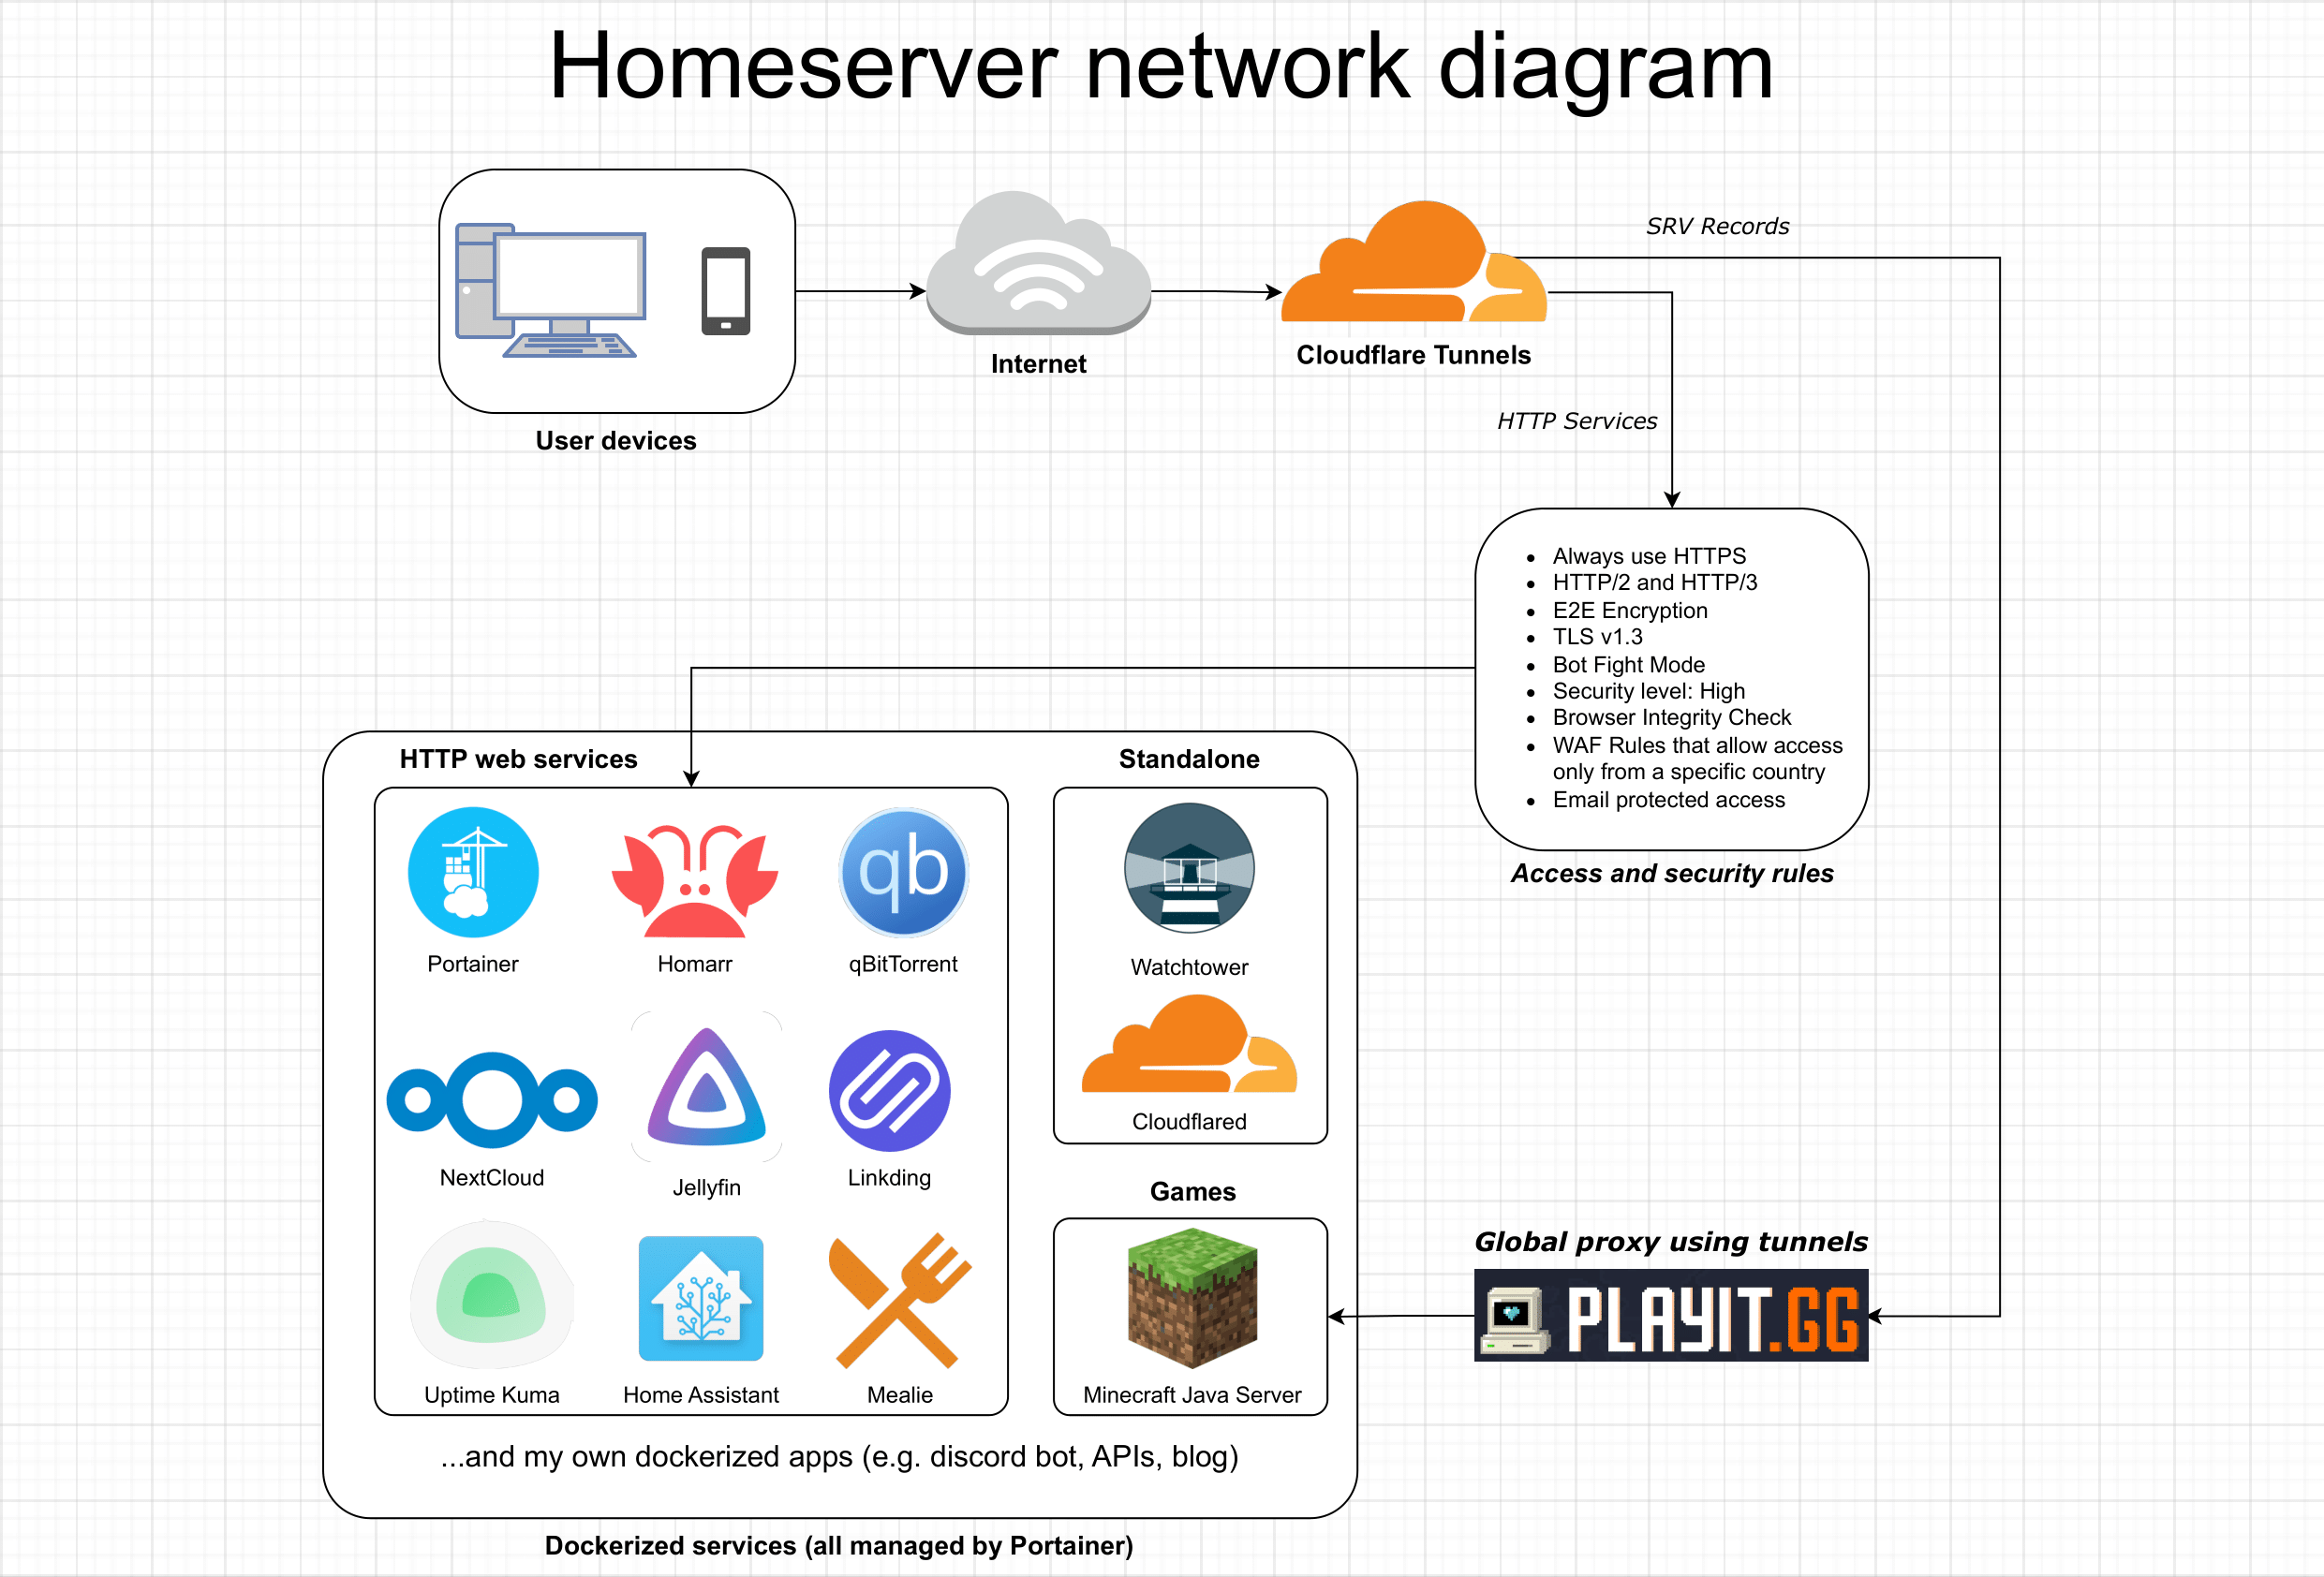 Homeserver network diagram
SRV Records
Internet
Cloudflare Tunnels
User devices
HTTP Services
Always use HTTPS
HTTP/2 and HTTP/3
E2E Encryption
TLS v1.3
Bot Fight Mode
Security level: High
Browser Integrity Check
WAF Rules that allow access
only from a specific country
Email protected access
Access and security rules
HTTP web services
Portainer
Homarr
qb
qBitTorrent
NextCloud
Jellyfin
Linkding
Uptime Kuma
Home Assistant
Mealie
Standalone
Watchtower
Cloudflared
Games
Minecraft Java Server
Global proxy using tunnels
PLAYIT.GG
...and my own dockerized apps (e.g. discord bot, APIs, blog)
Dockerized services (all managed by Portainer)